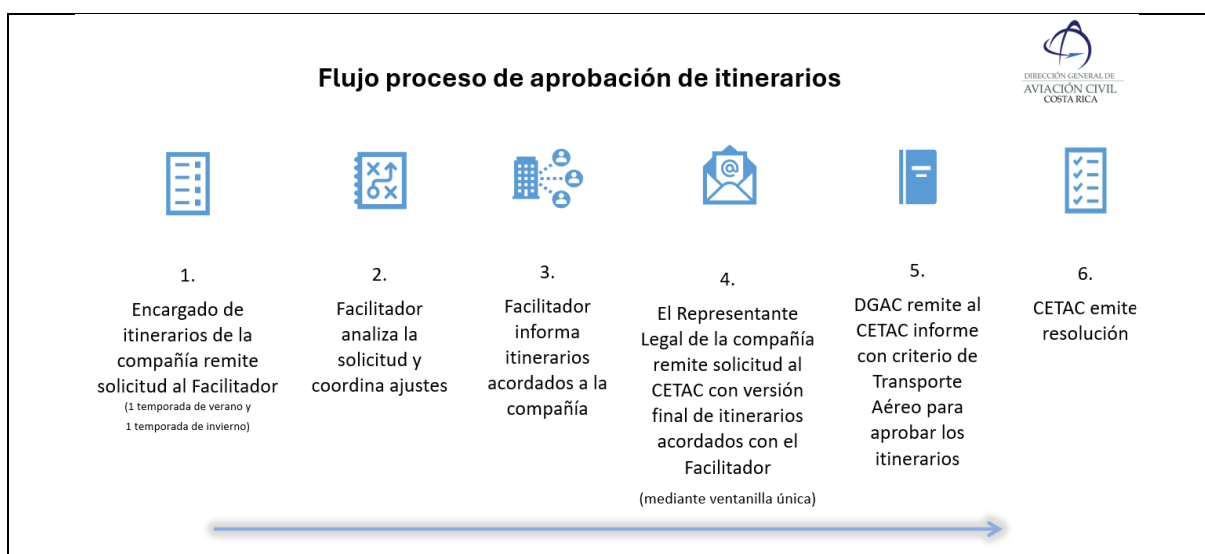 DIRECCIÓN GENERAL DE
AVIACIÓN CIVIL
COSTA RICA
Flujo proceso de aprobación de itinerarios
1.
Encargado de
itinerarios de la
compañía remite
solicitud al Facilitador
(1 temporada de verano y
1 temporada de invierno)
2.
Facilitador
analiza la
solicitud y
coordina ajustes
3.
Facilitador
informa
itinerarios
acordados a la
compañía
4.
El Representante
Legal de la compañía
remite solicitud al
CETAC con versión
final de itinerarios
acordados con el
Facilitador
(mediante ventanilla única)
5.
DGAC remite al
CETAC informe
con criterio de
Transporte
Aéreo para
aprobar los
itinerarios
6.
CETAC emite
resolución